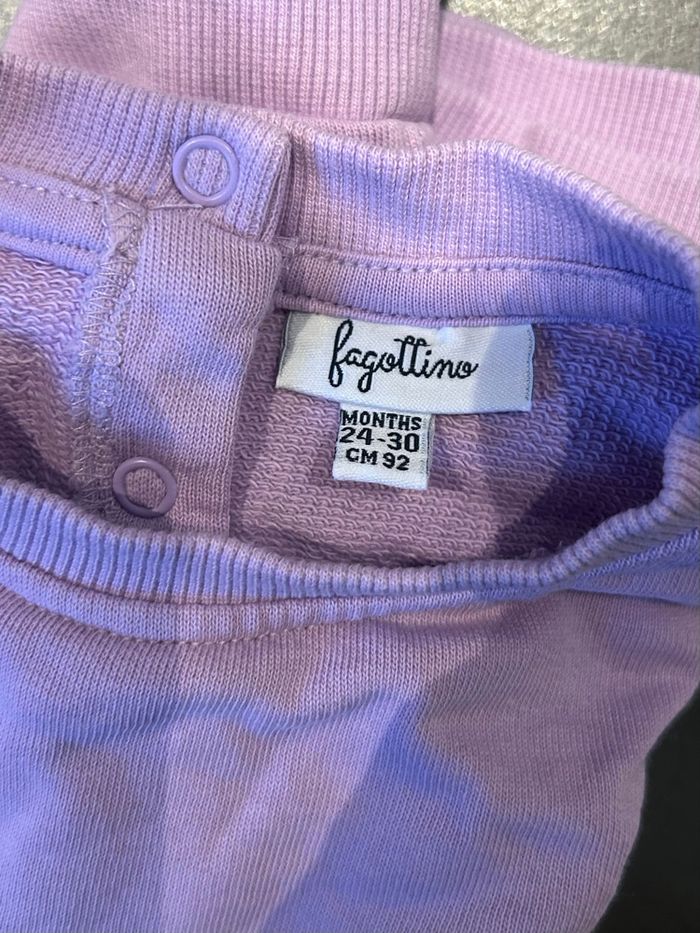 fagottino
MONTHS
24-30
CM 92